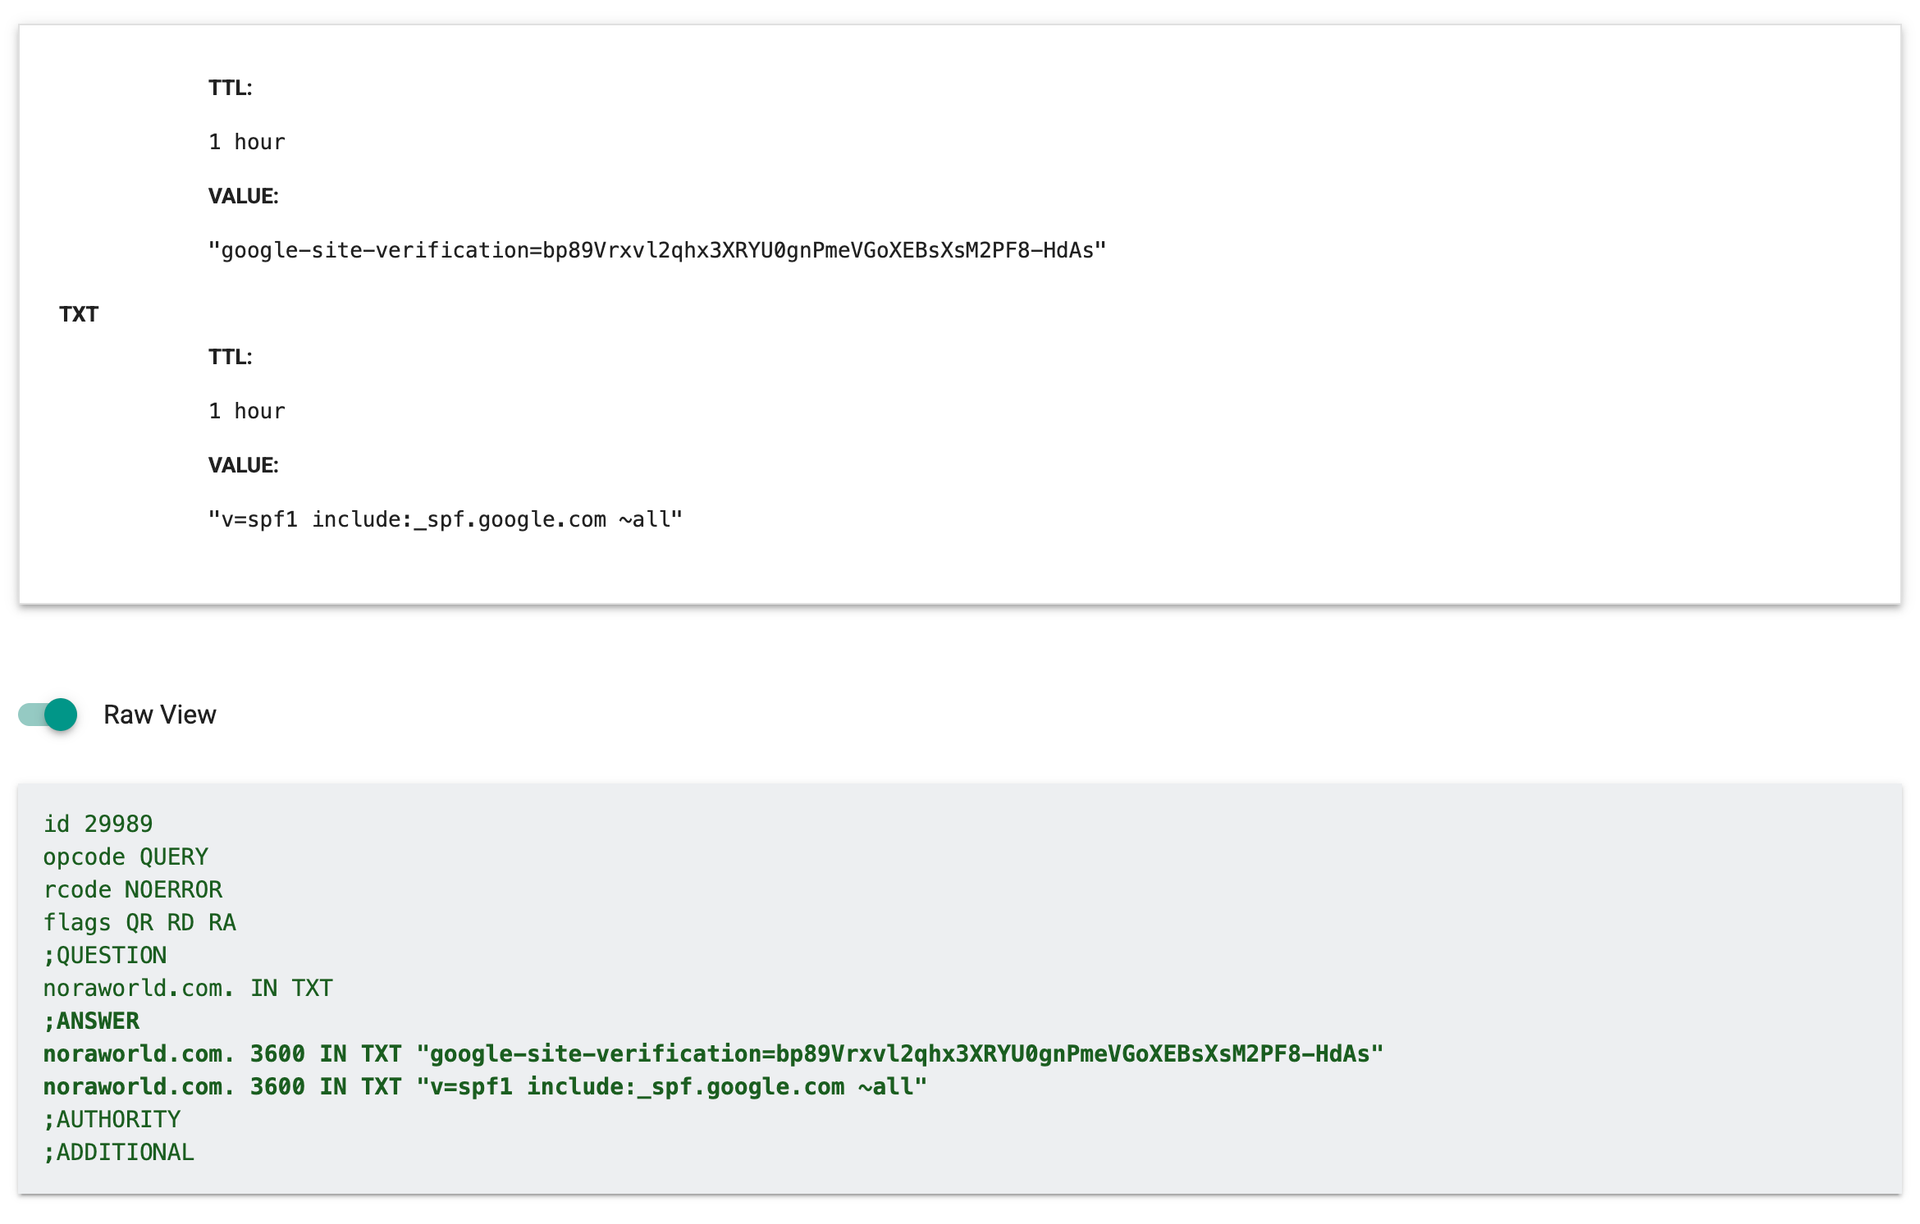 TTL:
1 hour
VALUE:
"google-site-verification=bp89Vrxvl2qhx3XRYU0gnPmeVGoXEBsXsM2PF8-HdAs"
TXT
TTL:
1 hour
VALUE:
"v=spf1 include:_spf.google.com ~all"
Raw View
id 29989
opcode QUERY
rcode NOERROR
flags QR RD RA
;QUESTION
noraworld.com. IN TXT
;ANSWER
noraworld.com. 3600 IN TXT "google-site-verification=bp89Vrxvl2qhx3XRYU0gnPmeVGoXEBsXsM2PF8-HdAs"
noraworld.com. 3600 IN TXT "v=spf1 include:_spf.google.com ~all"
;AUTHORITY
;ADDITIONAL